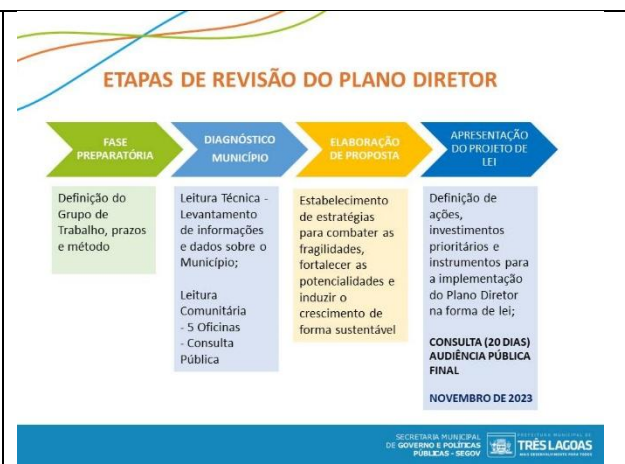 ETAPAS DE REVISÃO DO PLANO DIRETOR
FASE
PREPARATÓRIA
Definição do
Grupo de
Trabalho, prazos
e método
DIAGNÓSTICO
MUNICÍPIO
Leitura Técnica -
Levantamento
de informações
e dados sobre o
Município;
Leitura
Comunitária
- 5 Oficinas
- Consulta
Pública
ELABORAÇÃO
DE PROPOSTA
Estabelecimento
de estratégias
para combater as
fragilidades,
fortalecer as
potencialidades e
induzir o
crescimento de
forma sustentável
APRESENTAÇÃO
DO PROJETO DE
LEI
Definição de
ações,
investimentos
prioritários e
instrumentos para
a implementação
do Plano Diretor
na forma de lei;
CONSULTA (20 DIAS)
AUDIÊNCIA PÚBLICA
FINAL
NOVEMBRO DE 2023
SECRETARIA MUNICIPAL
DE GOVERNO E POLÍTICAS
PÚBLICAS - SEGOV
PREFEITURA MUNICIPAL DE
TRÊS LAGOAS
MAIS DESENVOLVIMENTO PARA TODOS